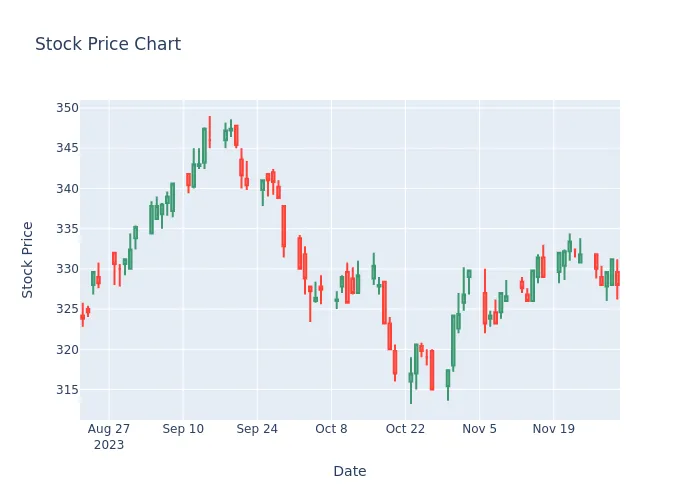 Stock Price Chart
350
345
340
335
330
325
320
315
Stock Price
Aug 27
2023
Sep 10
Sep 24
Oct 8
Oct 22
Nov 5
Nov 19
Date